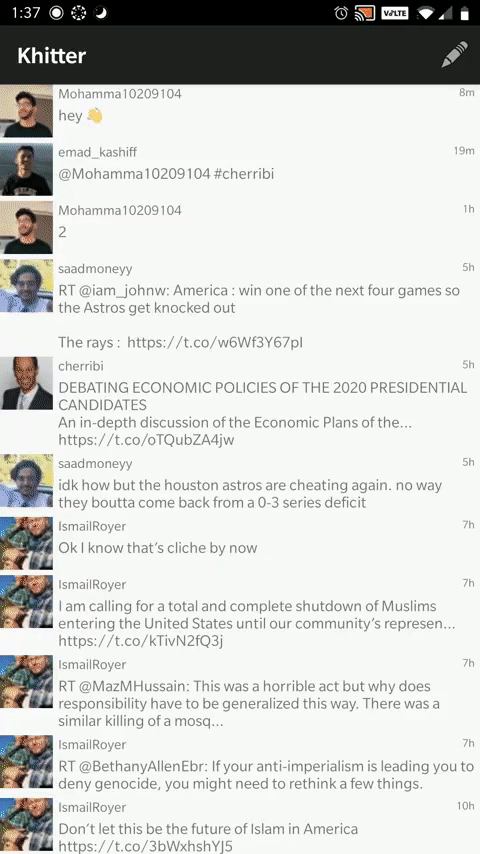 1:37
VoLTE
Khitter
Mohamma10209104 8m
hey 👋
emad_kashiff 19m
@Mohamma10209104 #cherribi
Mohamma10209104 1h
2
saadmoneyy 5h
RT @iam_johnw: America : win one of the next four games so
the Astros get knocked out
The rays :  https://t.co/w6Wf3Y67pI
cherribi 5h
DEBATING ECONOMIC POLICIES OF THE 2020 PRESIDENTIAL
CANDIDATES
An in-depth discussion of the Economic Plans of the...
https://t.co/oTQubZA4jw
saadmoneyy 5h
idk how but the houston astros are cheating again. no way
they boutta come back from a 0-3 series deficit
IsmailRoyer 7h
Ok I know that's cliche by now
IsmailRoyer 7h
I am calling for a total and complete shutdown of Muslims
entering the United States until our community's represen...
https://t.co/kTivN2fQ3j
IsmailRoyer 7h
RT @MazMHussain: This was a horrible act but why does
responsibility have to be generalized this way. There was a
similar killing of a mosq...
IsmailRoyer 7h
RT @BethanyAllenEbr: If your anti-imperialism is leading you to
deny genocide, you might need to rethink a few things.
IsmailRoyer 10h
Don't let this be the future of Islam in America
https://t.co/3bWxhshYJ5